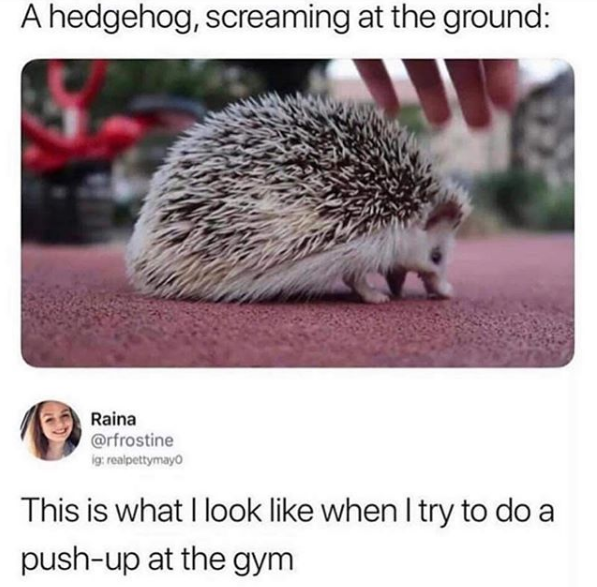 A hedgehog, screaming at the ground:
Raina
@rfrostine
ig: realpettymayo
This is what I look like when I try to do a
push-up at the gym